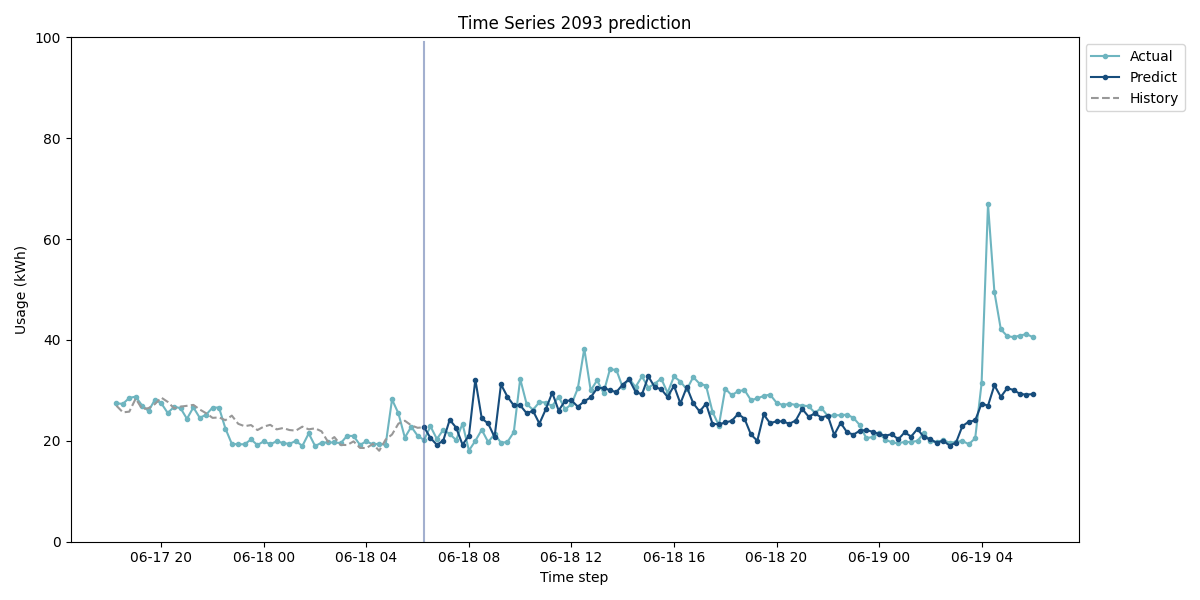 Time Series 2093 prediction
100
80
60
40
20
0
Usage (kWh)
06-17 20
06-18 00
06-18 04
06-18 08
06-18 12
06-18 16
06-18 20
06-19 00
06-19 04
Time step
Actual
Predict
History